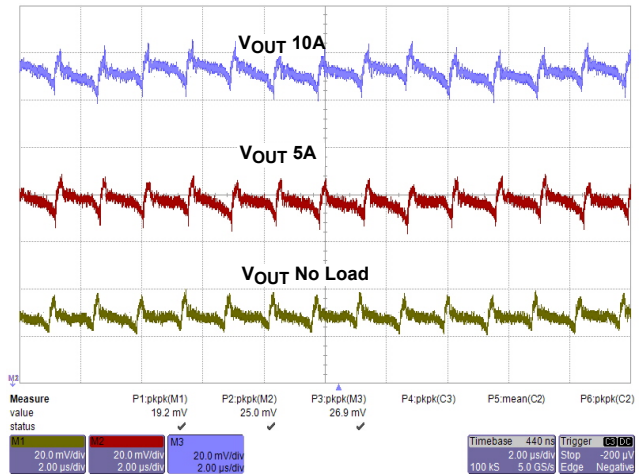 VOUT 10A
VOUT 5A
VOUT No Load
M3
Measure P1:pkpk(M1) P2:pkpk(M2) P3:pkpk(M3) P4:pkpk(C3) P5:mean(C2) P6:pkpk(C2)
value 19.2 mV 25.0 mV 26.9 mV
status ✔ ✔ ✔
M1 M2 M3 Timebase 440 ns Trigger C3 DC
20.0 mV/div 20.0 mV/div 20.0 mV/div 2.00 µs/div Stop -200 µV
2.00 µs/div 2.00 µs/div 2.00 µs/div 100 kS 5.0 GS/s Edge Negative